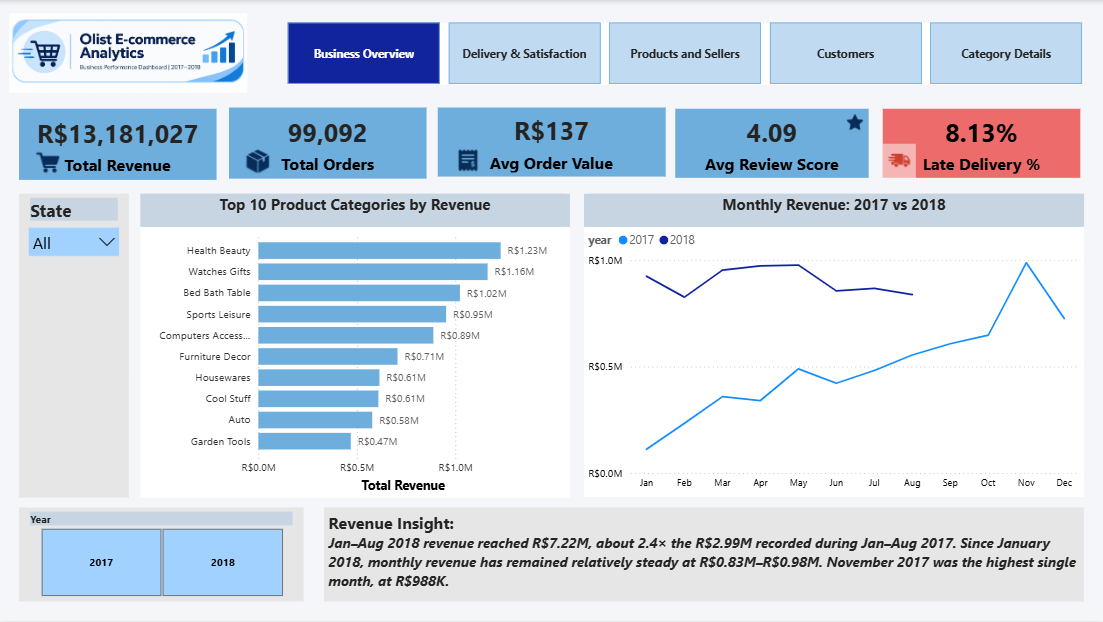 Olist E-commerce
Analytics
Business Performance Dashboard | 2017–2018
Business Overview
Delivery & Satisfaction
Products and Sellers
Customers
Category Details
R$13,181,027
Total Revenue
99,092
Total Orders
R$137
Avg Order Value
4.09
Avg Review Score
8.13%
Late Delivery %
State
All
Top 10 Product Categories by Revenue
Health Beauty R$1.23M
Watches Gifts R$1.16M
Bed Bath Table R$1.02M
Sports Leisure R$0.95M
Computers Access... R$0.89M
Furniture Decor R$0.71M
Housewares R$0.61M
Cool Stuff R$0.61M
Auto R$0.58M
Garden Tools R$0.47M
R$0.0M R$0.5M R$1.0M
Total Revenue
Monthly Revenue: 2017 vs 2018
year 2017 2018
R$1.0M
R$0.5M
R$0.0M
Jan Feb Mar Apr May Jun Jul Aug Sep Oct Nov Dec
Year
2017 2018
Revenue Insight:
Jan–Aug 2018 revenue reached R$7.22M, about 2.4× the R$2.99M recorded during Jan–Aug 2017. Since January
2018, monthly revenue has remained relatively steady at R$0.83M–R$0.98M. November 2017 was the highest single
month, at R$988K.